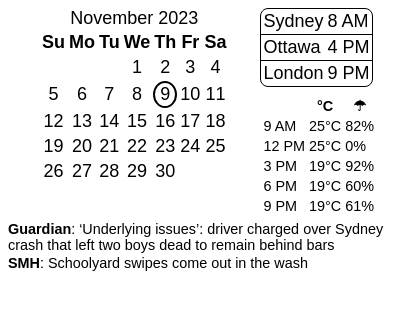 November 2023
Su Mo Tu We Th Fr Sa
1 2 3 4
5 6 7 8 9 10 11
12 13 14 15 16 17 18
19 20 21 22 23 24 25
26 27 28 29 30
Sydney 8 AM
Ottawa 4 PM
London 9 PM
°C ☂
9 AM 25°C 82%
12 PM 25°C 0%
3 PM 19°C 92%
6 PM 19°C 60%
9 PM 19°C 61%
Guardian: ‘Underlying issues’: driver charged over Sydney
crash that left two boys dead to remain behind bars
SMH: Schoolyard swipes come out in the wash